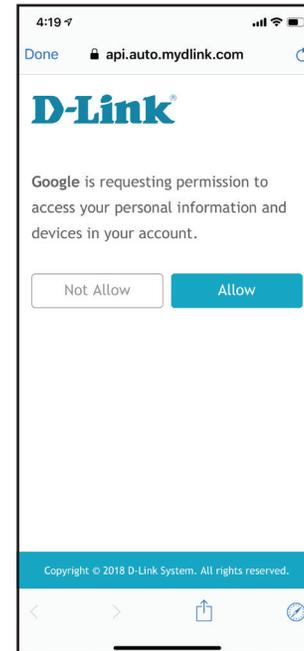 4:19
Done api.auto.mydlink.com
D-Link®
Google is requesting permission to
access your personal information and
devices in your account.
Not Allow Allow
Copyright © 2018 D-Link System. All rights reserved.